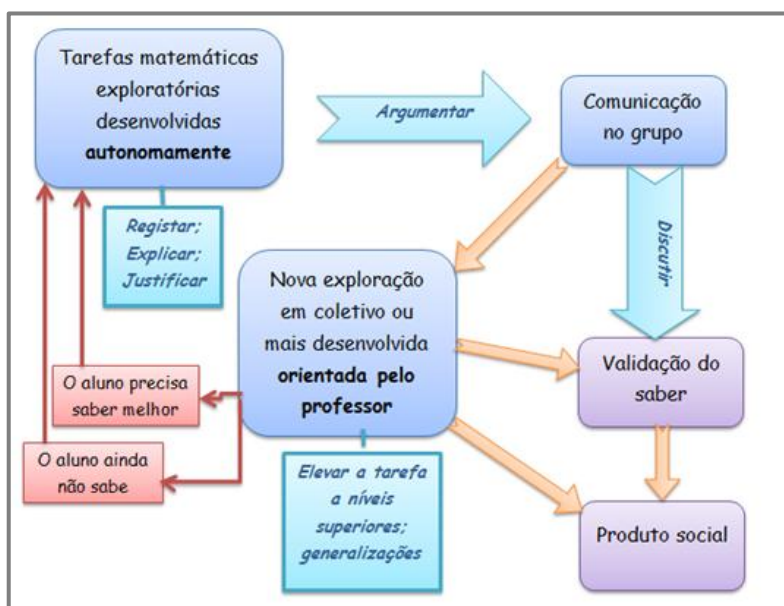 Tarefas matemáticas
exploratórias
desenvolvidas
autonomamente
Argumentar
Comunicação
no grupo
Registar;
Explicar;
Justificar
Discutir
Nova exploração
em coletivo ou
mais desenvolvida
orientada pelo
professor
Validação do
saber
O aluno precisa
saber melhor
O aluno ainda
não sabe
Elevar a tarefa
a níveis
superiores;
generalizações
Produto social